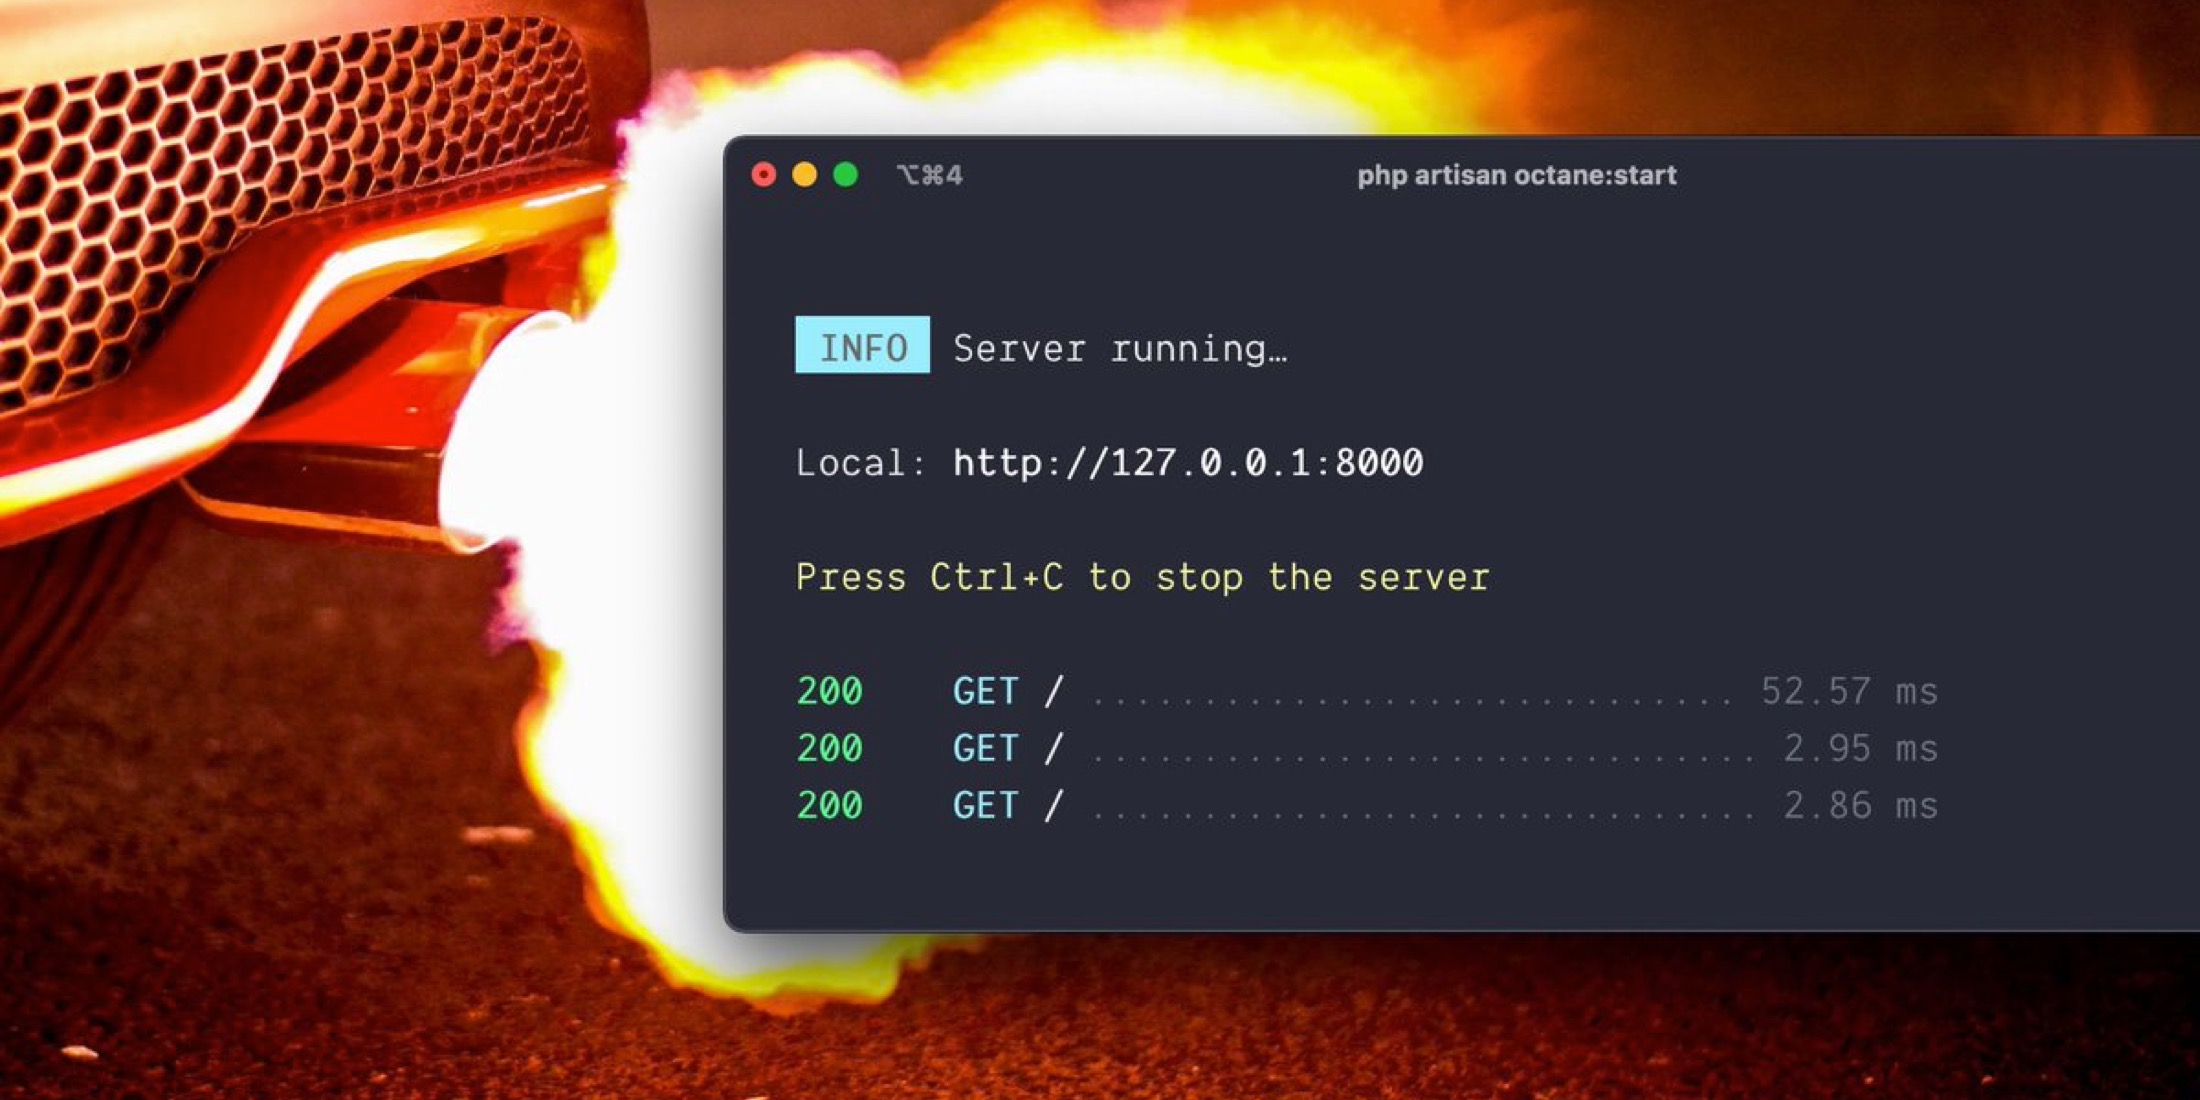 ⌥⌘4 php artisan octane:start
INFO Server running…
Local: http://127.0.0.1:8000
Press Ctrl+C to stop the server
200 GET / ............................. 52.57 ms
200 GET / .............................. 2.95 ms
200 GET / .............................. 2.86 ms